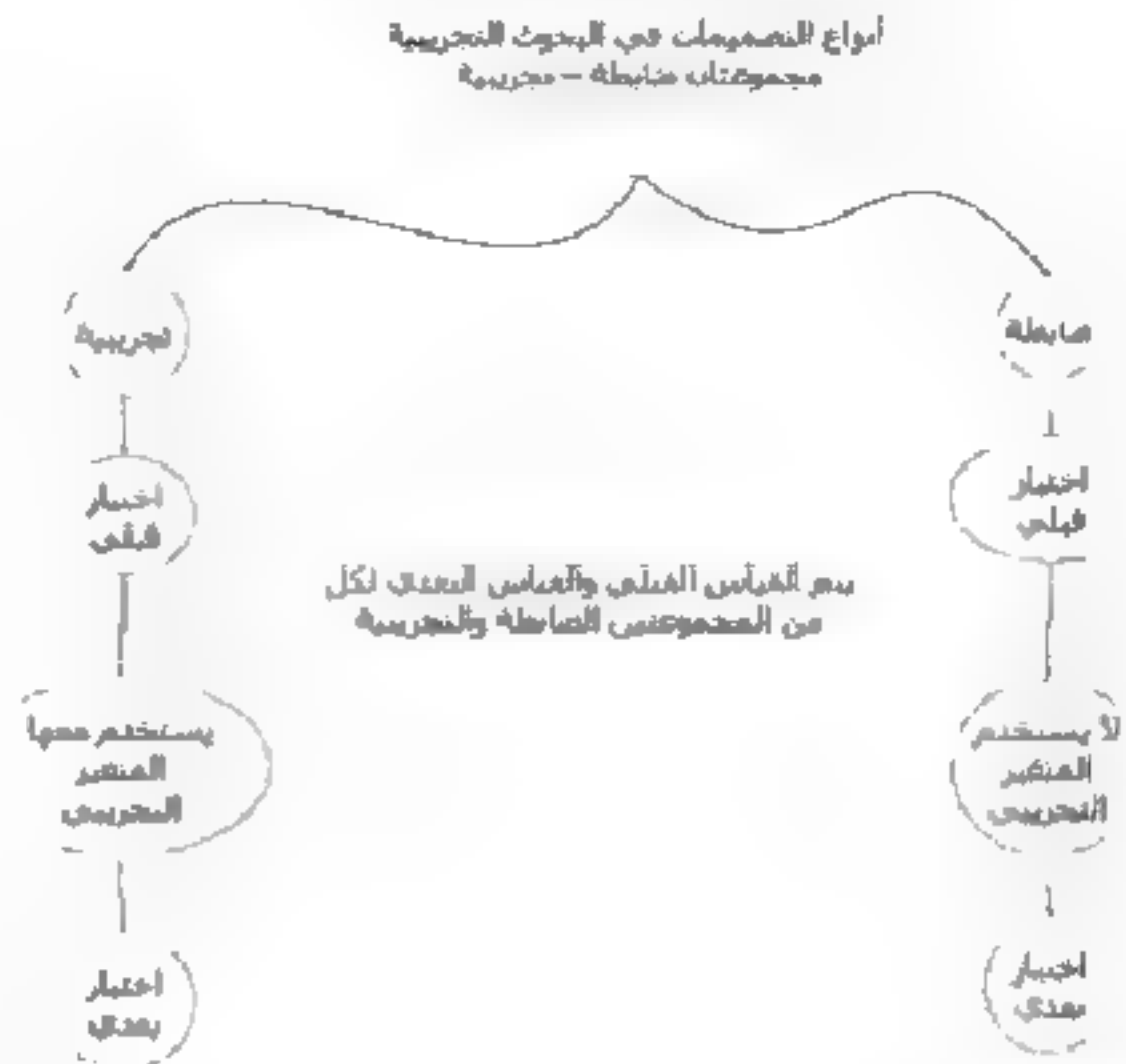 أنواع التصميمات في البحوث التجريبية
مجموعتان ضابطة – تجريبية
ضابطة
تجريبية
اختبار
قبلي
اختبار
قبلي
يتم القياس القبلي والقياس البعدي لكل
من المجموعتين الضابطة والتجريبية
لا يستخدم
المتغير
التجريبي
يستخدم معها
المتغير
التجريبي
اختبار
بعدي
اختبار
بعدي